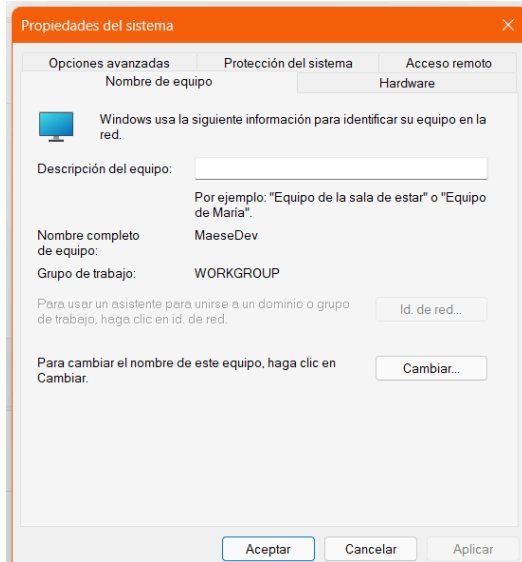 Propiedades del sistema
Opciones avanzadas
Protección del sistema
Acceso remoto
Nombre de equipo
Hardware
Windows usa la siguiente información para identificar su equipo en la
red.
Descripción del equipo:
Por ejemplo: "Equipo de la sala de estar" o "Equipo
de María".
Nombre completo
de equipo:
MaeseDev
Grupo de trabajo:
WORKGROUP
Para usar un asistente para unirse a un dominio o grupo
de trabajo, haga clic en id. de red.
Id. de red...
Para cambiar el nombre de este equipo, haga clic en
Cambiar.
Cambiar...
Aceptar
Cancelar
Aplicar